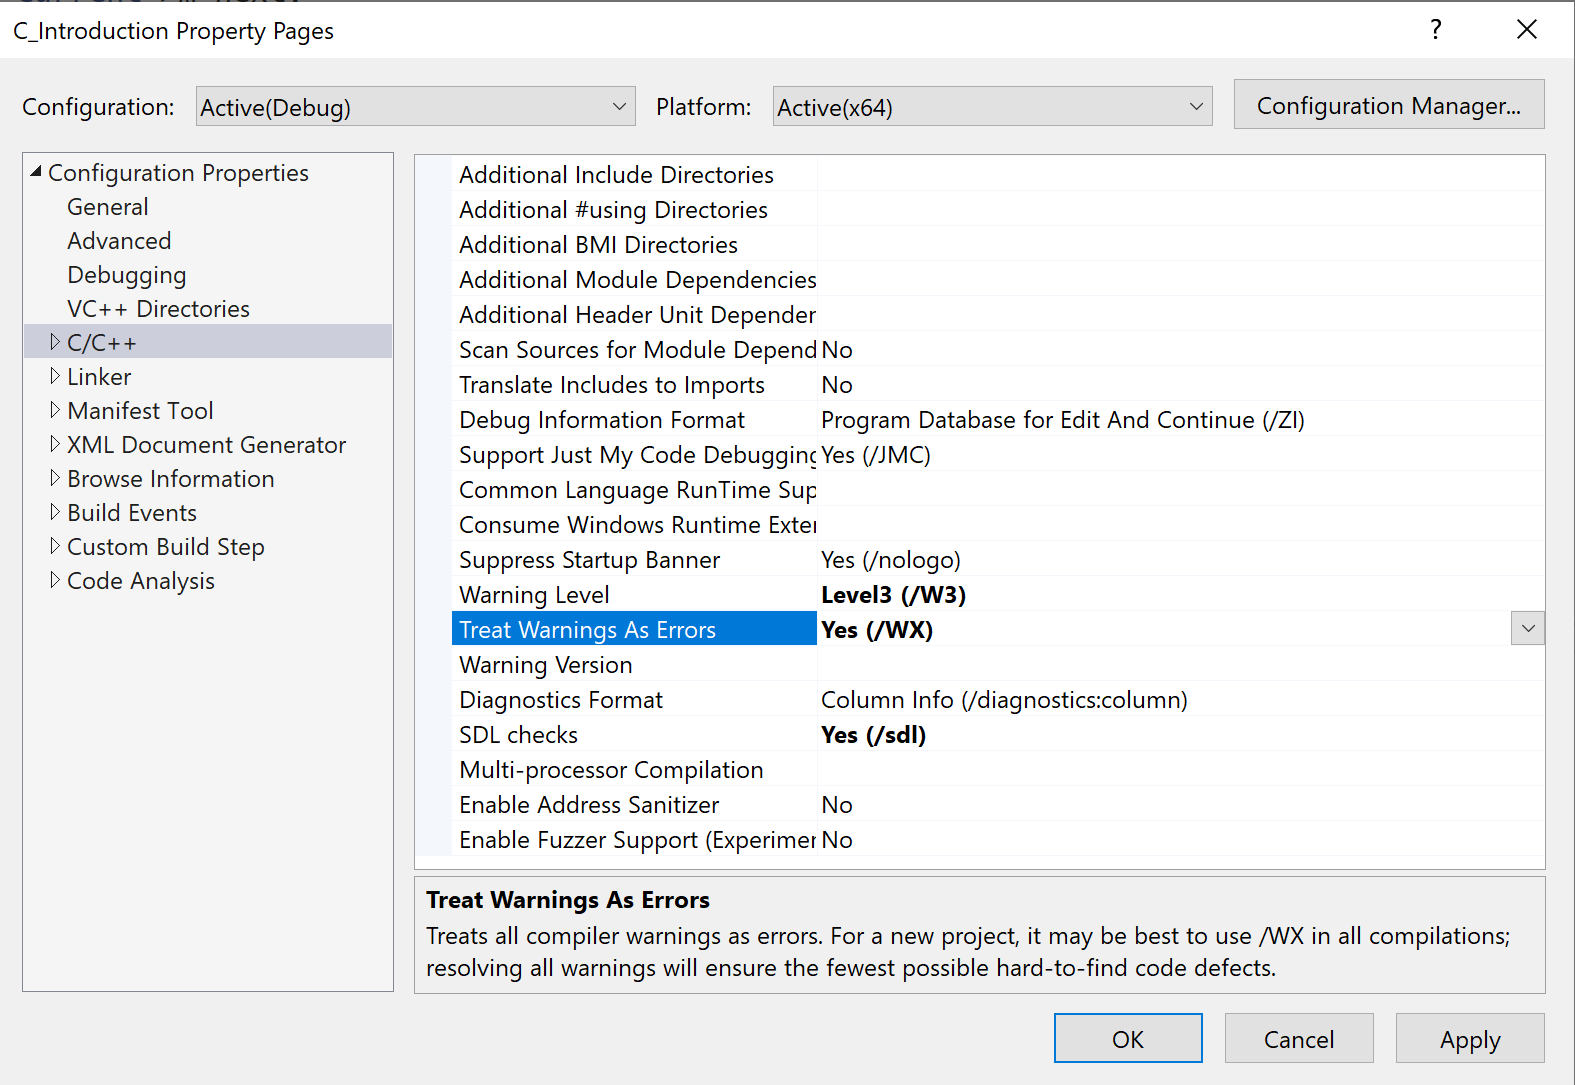 C_Introduction Property Pages
?
Configuration: Active(Debug) Platform: Active(x64) Configuration Manager...
Configuration Properties
General
Advanced
Debugging
VC++ Directories
C/C++
Linker
Manifest Tool
XML Document Generator
Browse Information
Build Events
Custom Build Step
Code Analysis
Additional Include Directories
Additional #using Directories
Additional BMI Directories
Additional Module Dependencies
Additional Header Unit Depender
Scan Sources for Module Depend No
Translate Includes to Imports No
Debug Information Format Program Database for Edit And Continue (/ZI)
Support Just My Code Debugging Yes (/JMC)
Common Language RunTime Sup
Consume Windows Runtime Exter
Suppress Startup Banner Yes (/nologo)
Warning Level Level3 (/W3)
Treat Warnings As Errors Yes (/WX)
Warning Version
Diagnostics Format Column Info (/diagnostics:column)
SDL checks Yes (/sdl)
Multi-processor Compilation
Enable Address Sanitizer No
Enable Fuzzer Support (Experimer No
Treat Warnings As Errors
Treats all compiler warnings as errors. For a new project, it may be best to use /WX in all compilations;
resolving all warnings will ensure the fewest possible hard-to-find code defects.
OK Cancel Apply